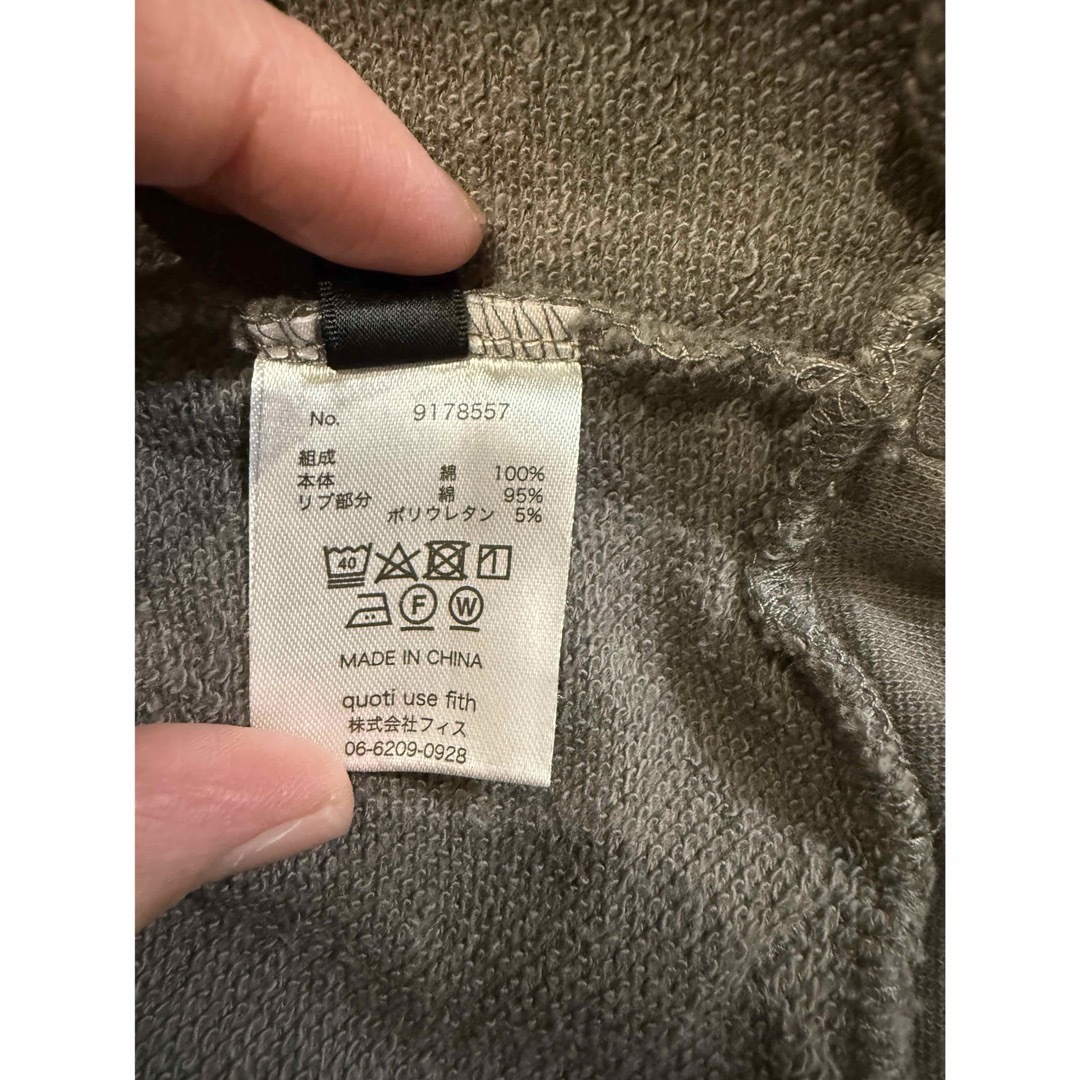 No. 9178557
組成
本体 綿 100%
リブ部分 綿 95%
ポリウレタン 5%
40
F W
MADE IN CHINA
quoti use fith
株式会社フィス
06-6209-0928